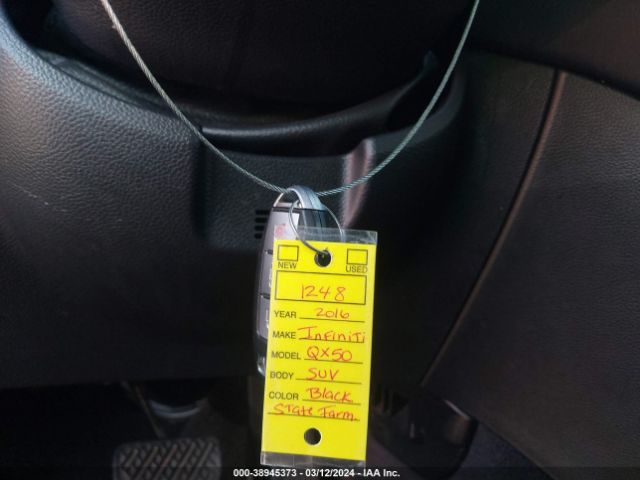 NEW USED
1248
YEAR 2016
MAKE Infiniti
MODEL QX50
BODY SUV
COLOR Black
State Farm.
000-38945373 - 03/12/2024 - IAA Inc.